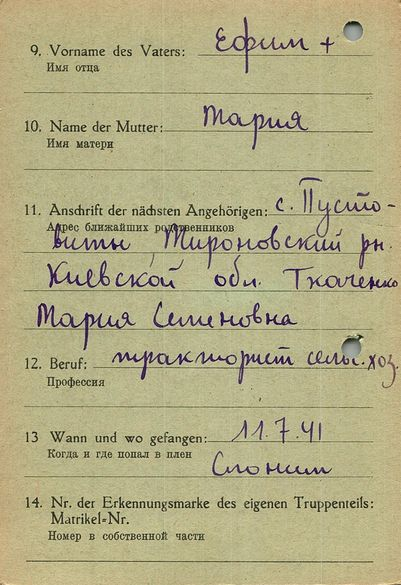 9. Vorname des Vaters: Ефим +
Имя отца
10. Name der Mutter: Мария
Имя матери
11. Anschrift der nächsten Angehörigen: с. Пусто-
Адрес ближайших родственников
виты, Мироновский рн.
Киевской обл. Ткаченко
Мария Семеновна
12. Beruf: тракторист сельс. хоз.
Профессия
13 Wann und wo gefangen: 11.7.41
Когда и где попал в плен
Слоним
14. Nr. der Erkennungsmarke des eigenen Truppenteils:
Matrikel=Nr.
Номер в собственной части